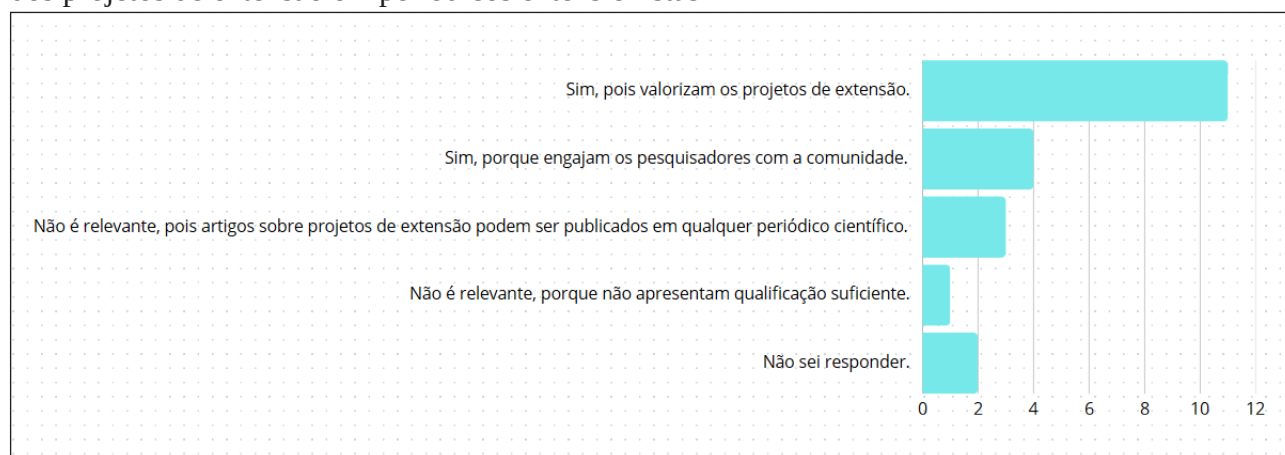 Sim, pois valorizam os projetos de extensão.
Sim, porque engajam os pesquisadores com a comunidade.
Não é relevante, pois artigos sobre projetos de extensão podem ser publicados em qualquer periódico científico.
Não é relevante, porque não apresentam qualificação suficiente.
Não sei responder.
0 2 4 6 8 10 12